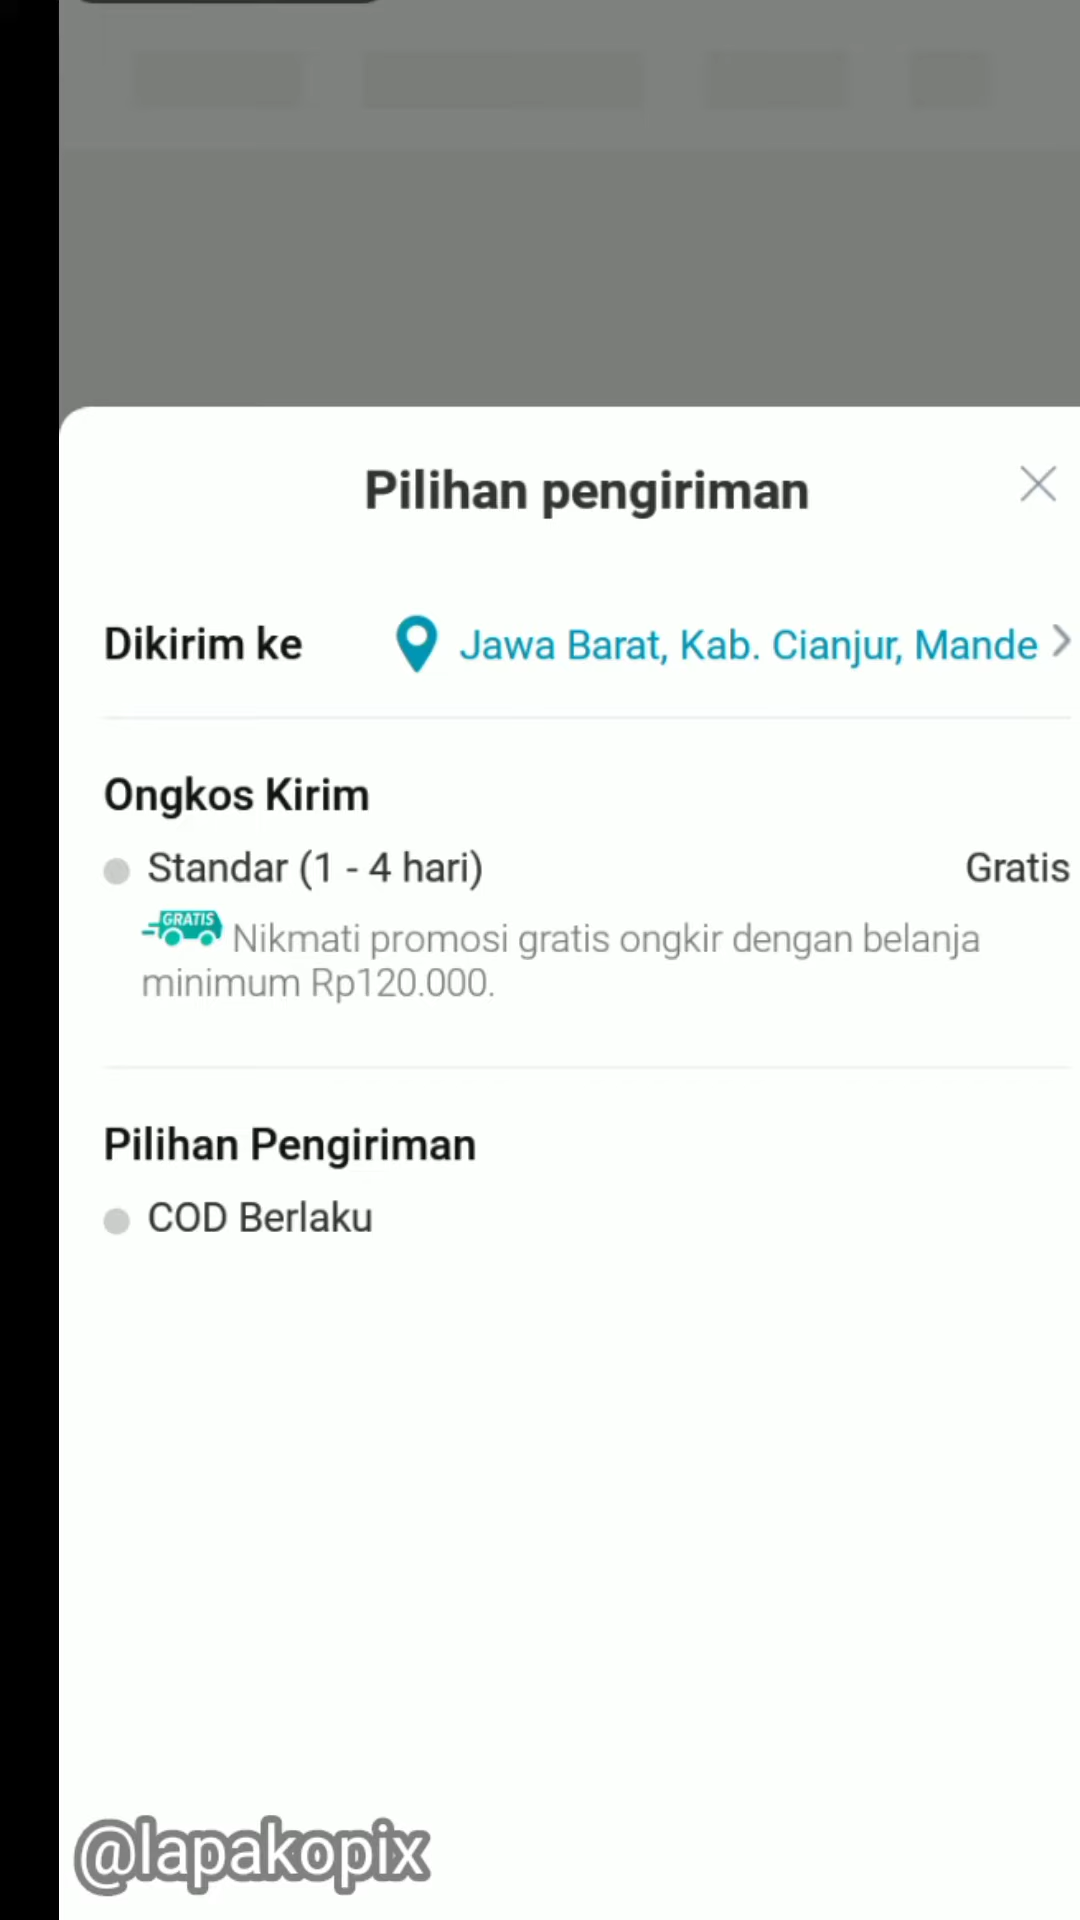 Pilihan pengiriman
Dikirim ke Jawa Barat, Kab. Cianjur, Mande
Ongkos Kirim
Standar (1 - 4 hari) Gratis
GRATIS Nikmati promosi gratis ongkir dengan belanja
minimum Rp120.000.
Pilihan Pengiriman
COD Berlaku
@lapakopix